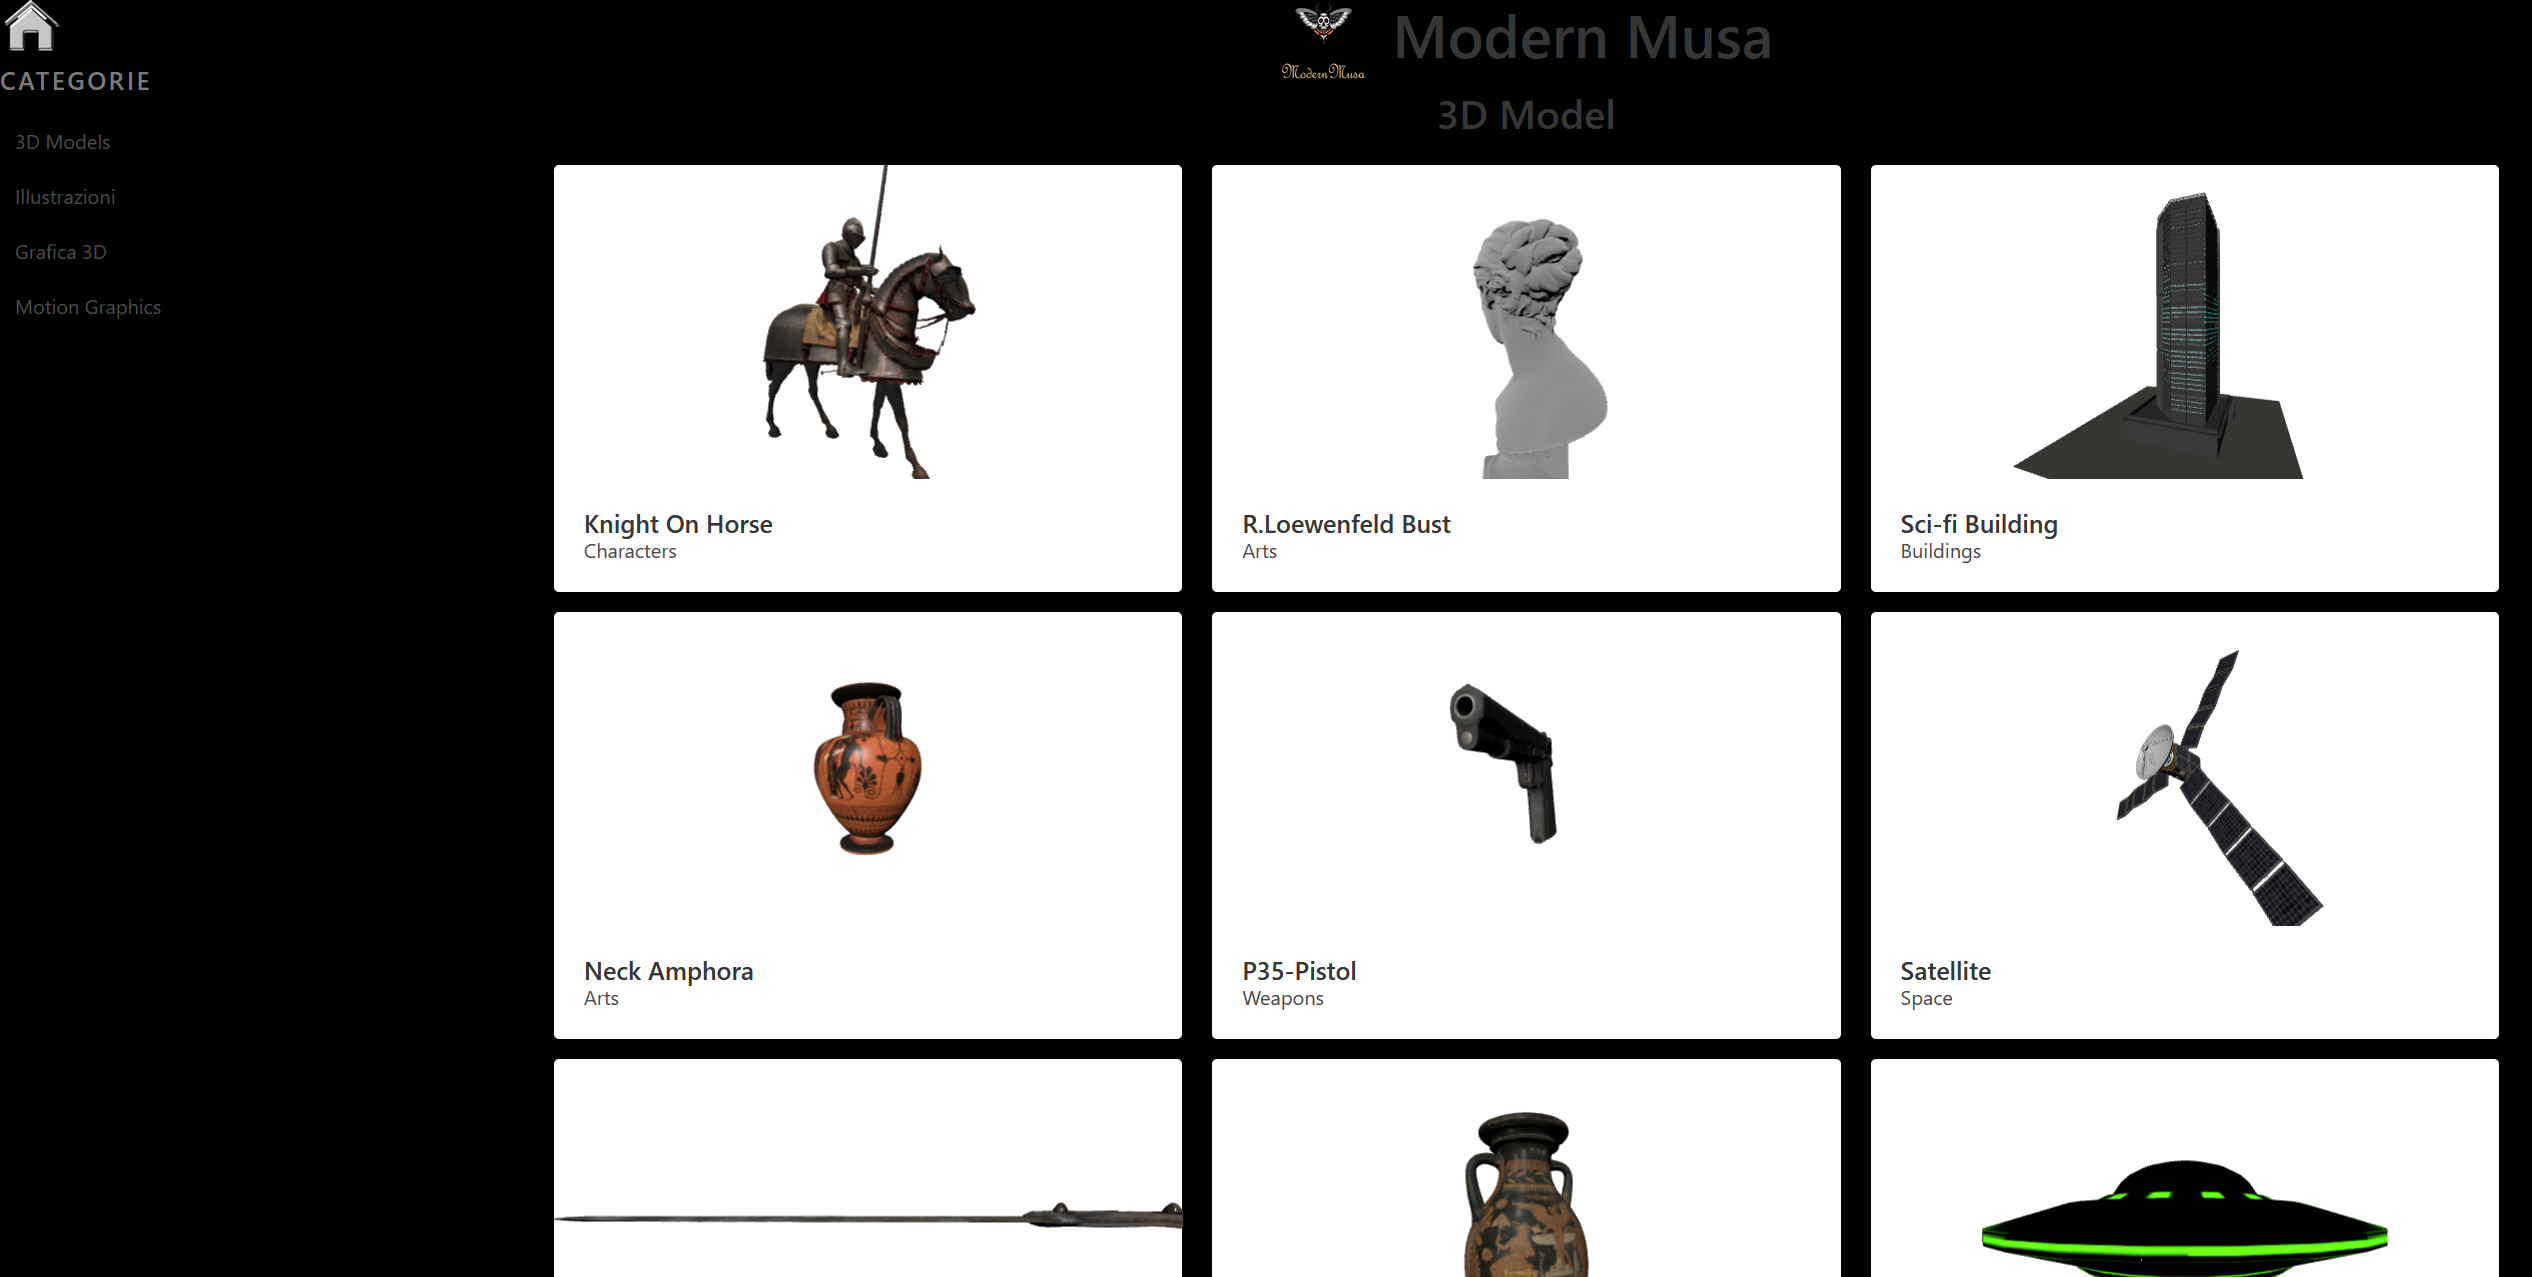 ModernMusa
Modern Musa
3D Model
CATEGORIE
3D Models
Illustrazioni
Grafica 3D
Motion Graphics
Knight On Horse
Characters
R.Loewenfeld Bust
Arts
Sci-fi Building
Buildings
Neck Amphora
Arts
P35-Pistol
Weapons
Satellite
Space